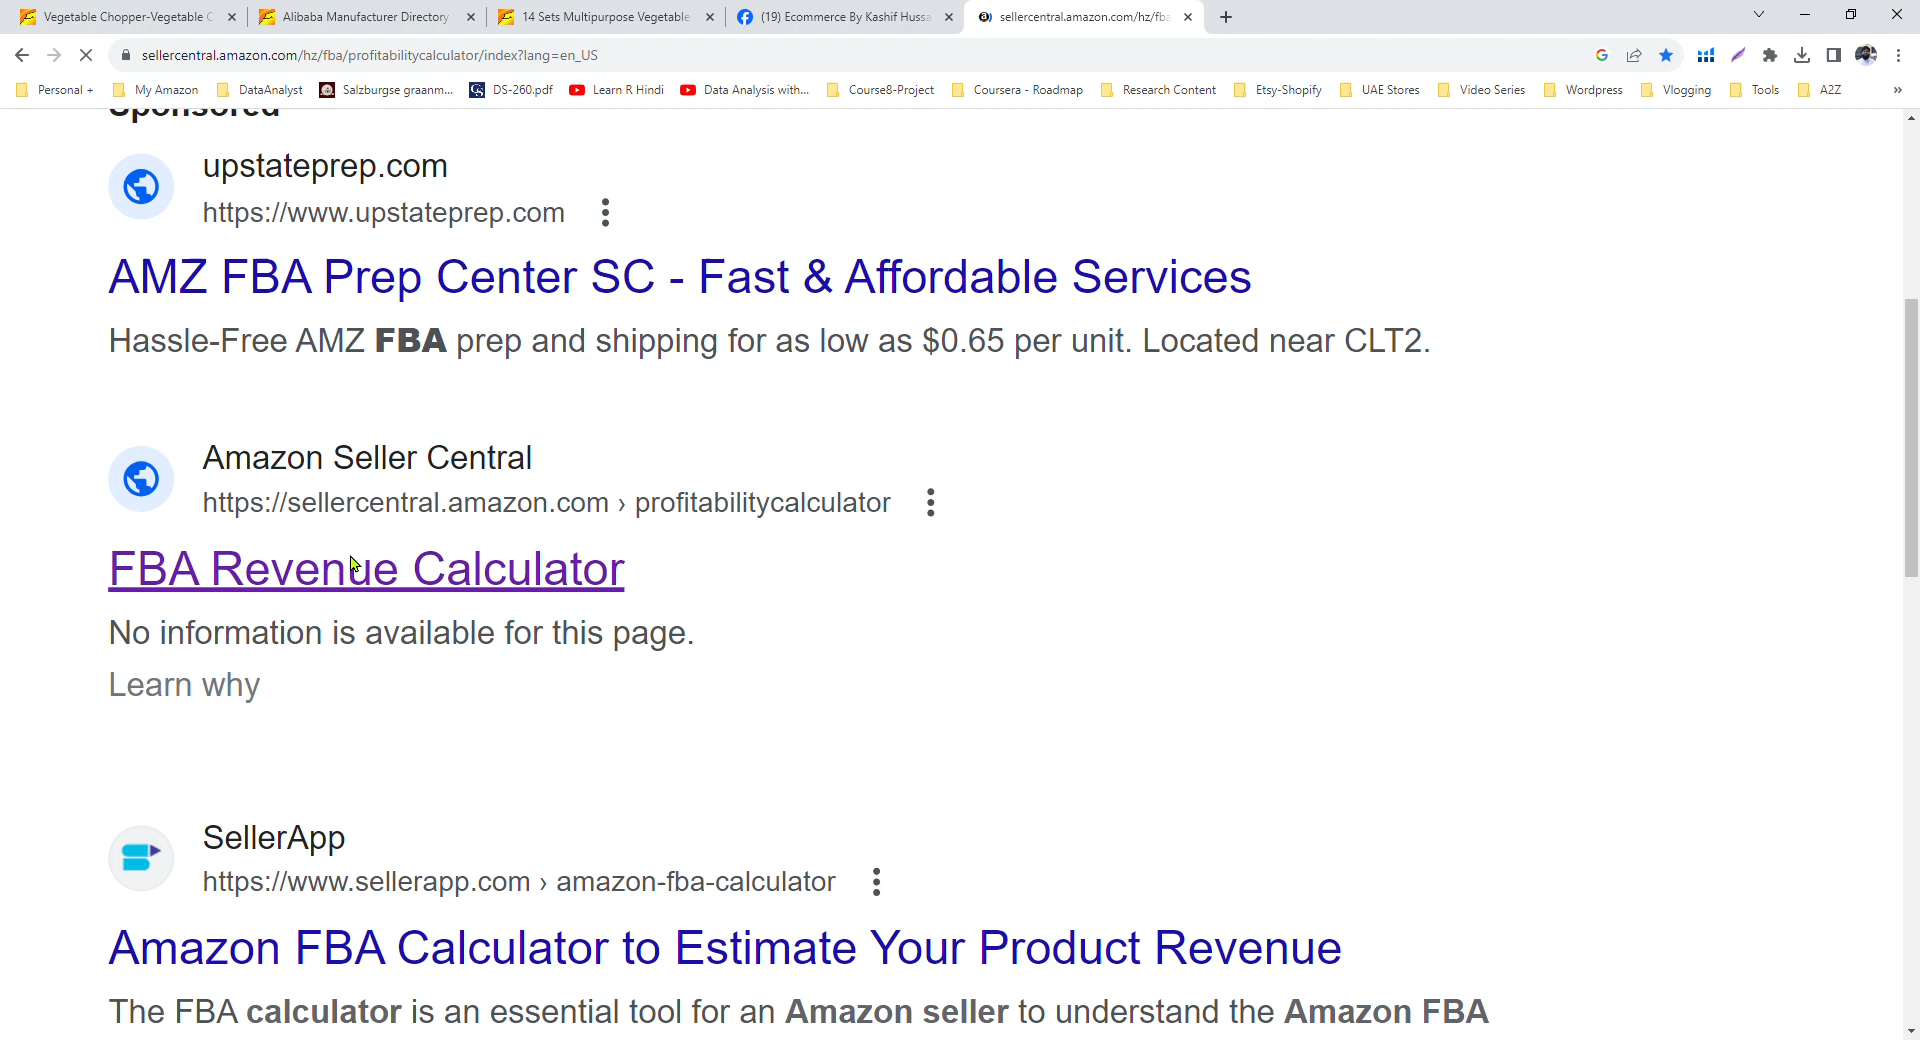 Vegetable Chopper-Vegetable C
Alibaba Manufacturer Directory
14 Sets Multipurpose Vegetable
(19) Ecommerce By Kashif Hussa
sellercentral.amazon.com/hz/fba
sellercentral.amazon.com/hz/fba/profitabilitycalculator/index?lang=en_US
Personal +
My Amazon
DataAnalyst
Salzburgse graanm...
DS-260.pdf
Learn R Hindi
Data Analysis with...
Course8-Project
Coursera - Roadmap
Research Content
Etsy-Shopify
UAE Stores
Video Series
Wordpress
Vlogging
Tools
A2Z
»
Sponsored
upstateprep.com
https://www.upstateprep.com
AMZ FBA Prep Center SC - Fast & Affordable Services
Hassle-Free AMZ FBA prep and shipping for as low as $0.65 per unit. Located near CLT2.
Amazon Seller Central
https://sellercentral.amazon.com › profitabilitycalculator
FBA Revenue Calculator
No information is available for this page.
Learn why
SellerApp
https://www.sellerapp.com › amazon-fba-calculator
Amazon FBA Calculator to Estimate Your Product Revenue
The FBA calculator is an essential tool for an Amazon seller to understand the Amazon FBA